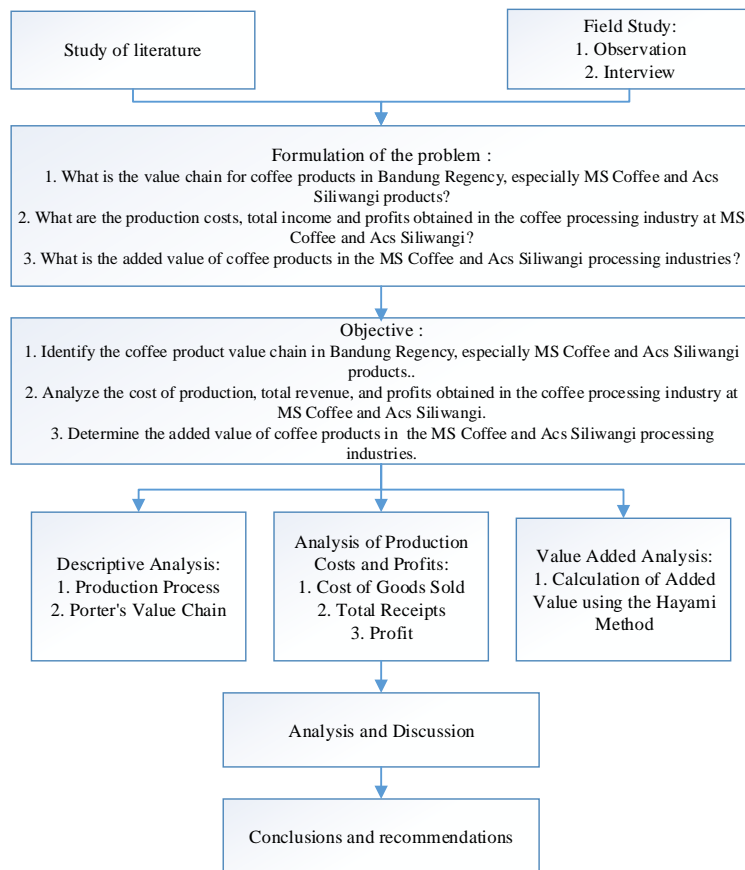 Study of literature
Field Study:
1. Observation
2. Interview
Formulation of the problem :
1. What is the value chain for coffee products in Bandung Regency, especially MS Coffee and Acs
Siliwangi products?
2. What are the production costs, total income and profits obtained in the coffee processing industry at MS
Coffee and Acs Siliwangi?
3. What is the added value of coffee products in the MS Coffee and Acs Siliwangi processing industries?
Objective :
1. Identify the coffee product value chain in Bandung Regency, especially MS Coffee and Acs Siliwangi
products..
2. Analyze the cost of production, total revenue, and profits obtained in the coffee processing industry at
MS Coffee and Acs Siliwangi.
3. Determine the added value of coffee products in the MS Coffee and Acs Siliwangi processing
industries.
Descriptive Analysis:
1. Production Process
2. Porter's Value Chain
Analysis of Production
Costs and Profits:
1. Cost of Goods Sold
2. Total Receipts
3. Profit
Value Added Analysis:
1. Calculation of Added
Value using the Hayami
Method
Analysis and Discussion
Conclusions and recommendations